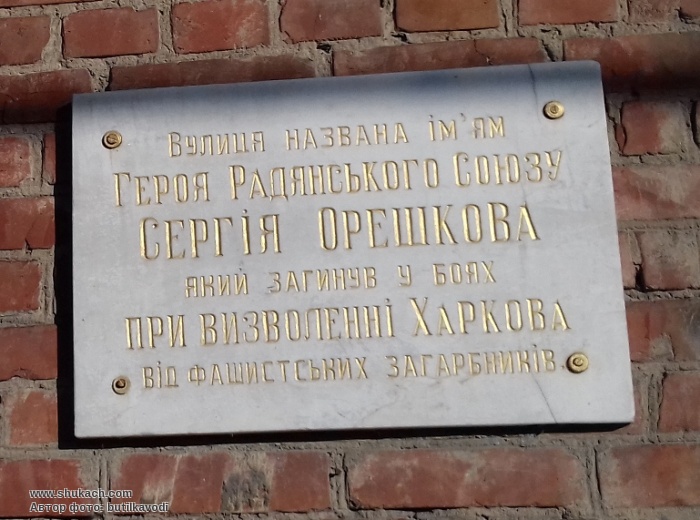 Вулиця названа ім'ям
Героя Радянського Союзу
Сергія Орешкова
який загинув у боях
при визволенні Харкова
від фашистських загарбників.
www.shukach.com
Автор фото: butilkavodi